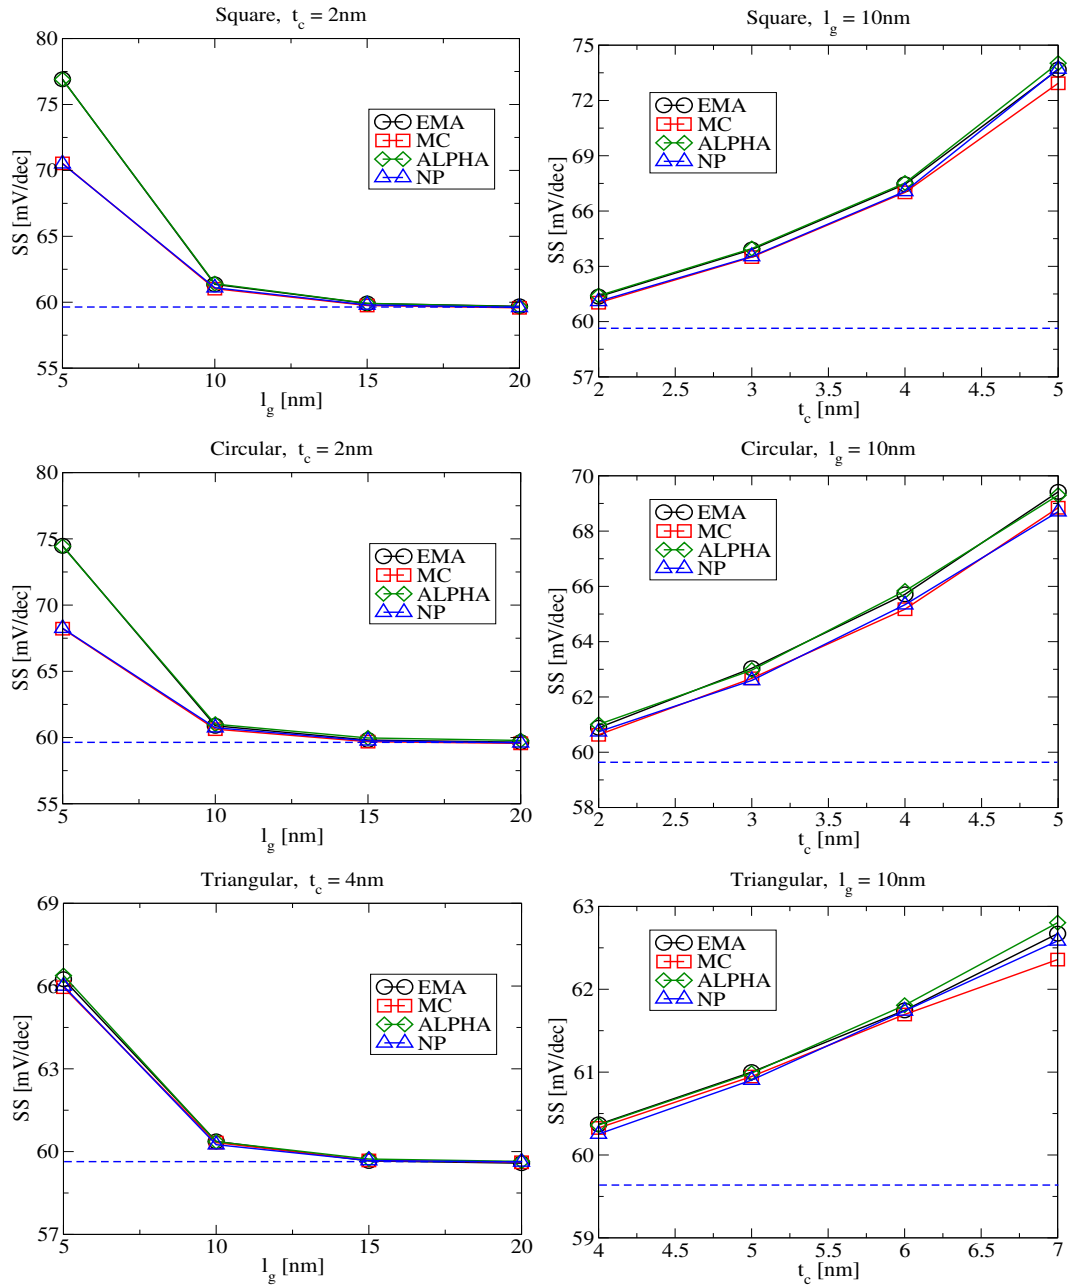 Square, t_c = 2nm
80
75
70
65
60
55
SS [mV/dec]
EMA
MC
ALPHA
NP
5 10 15 20
l_g [nm]
Square, l_g = 10nm
75
72
69
66
63
60
57
SS [mV/dec]
EMA
MC
ALPHA
NP
2 2.5 3 3.5 4 4.5 5
t_c [nm]
Circular, t_c = 2nm
80
75
70
65
60
55
SS [mV/dec]
EMA
MC
ALPHA
NP
5 10 15 20
l_g [nm]
Circular, l_g = 10nm
70
68
66
64
62
60
58
SS [mV/dec]
EMA
MC
ALPHA
NP
2 2.5 3 3.5 4 4.5 5
t_c [nm]
Triangular, t_c = 4nm
69
66
63
60
57
SS [mV/dec]
EMA
MC
ALPHA
NP
5 10 15 20
l_g [nm]
Triangular, l_g = 10nm
63
62
61
60
59
SS [mV/dec]
EMA
MC
ALPHA
NP
4 4.5 5 5.5 6 6.5 7
t_c [nm]